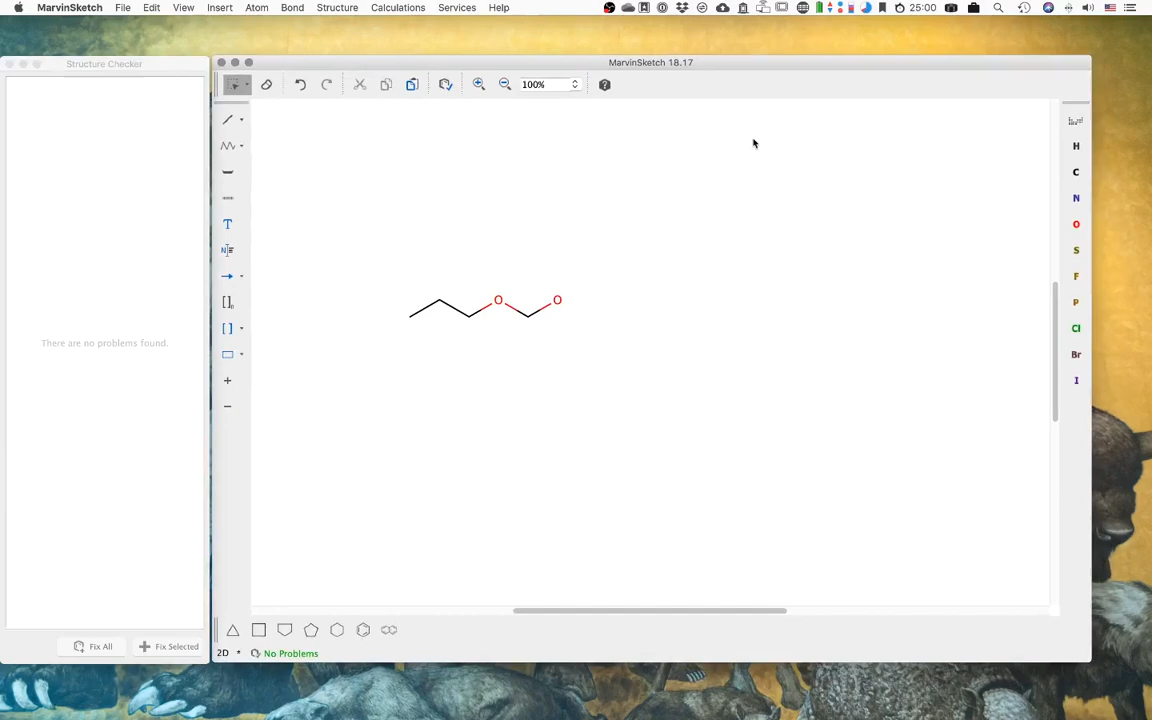 MarvinSketch File Edit View Insert Atom Bond Structure Calculations Services Help 25:00
Structure Checker
MarvinSketch 18.17
100%
T
N
[ ]n
[ ]
H
C
N
O
S
F
P
Cl
Br
I
O O
There are no problems found.
Fix All Fix Selected
2D * No Problems